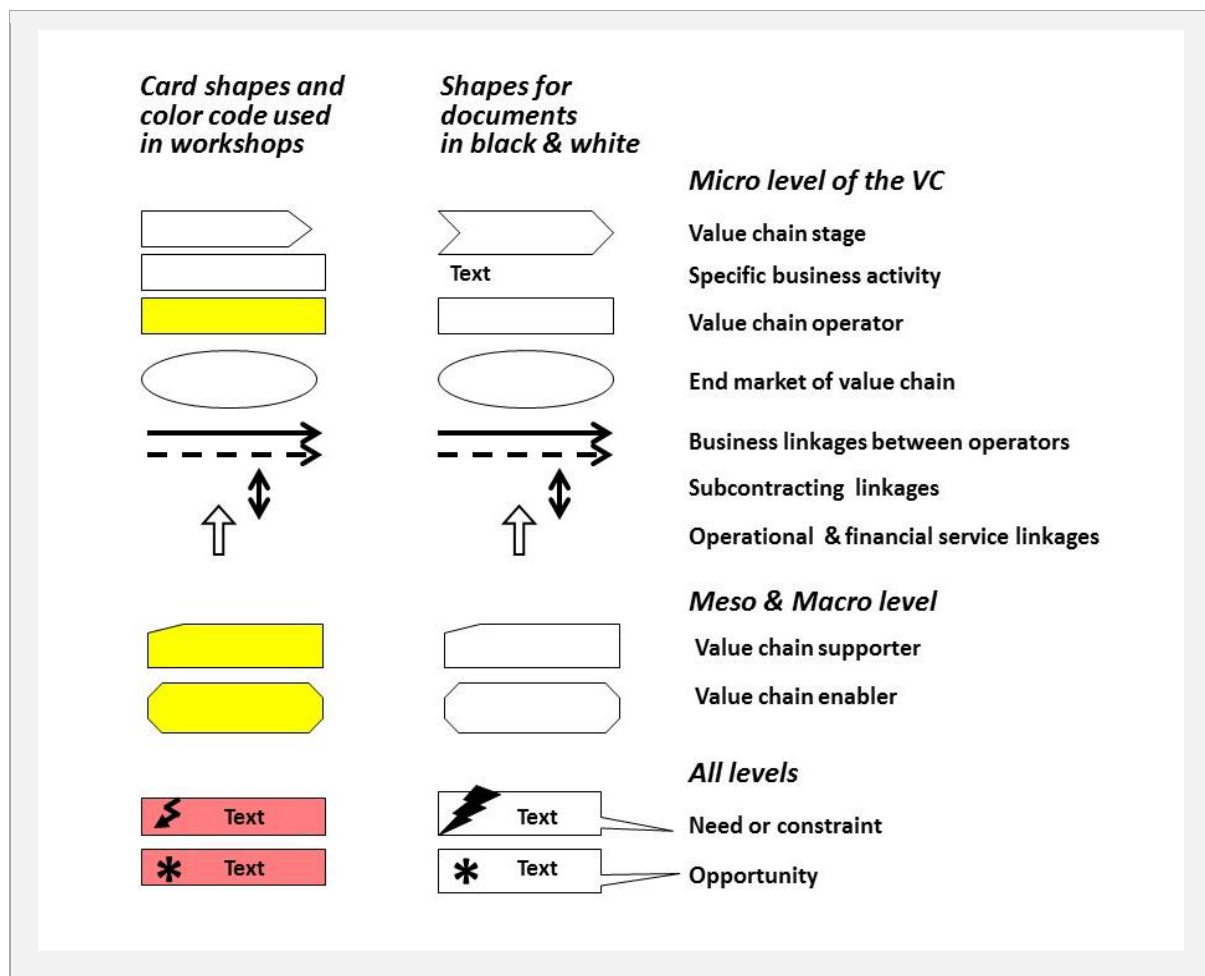 Card shapes and
color code used
in workshops
Shapes for
documents
in black & white
Micro level of the VC
Value chain stage
Text
Specific business activity
Value chain operator
End market of value chain
Business linkages between operators
Subcontracting linkages
Operational & financial service linkages
Meso & Macro level
Value chain supporter
Value chain enabler
All levels
Text
Text
Need or constraint
Text
Text
Opportunity